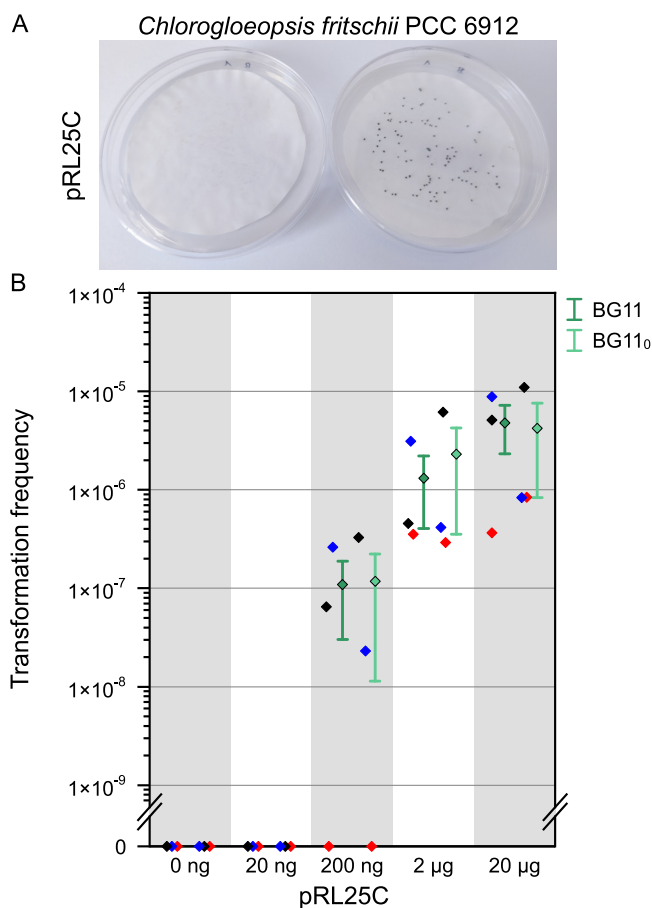 A
Chlorogloeopsis fritschii PCC 6912
pRL25C
B
1×10⁻⁴
1×10⁻⁵
1×10⁻⁶
1×10⁻⁷
1×10⁻⁸
1×10⁻⁹
0
Transformation frequency
BG11
BG11₀
0 ng 20 ng 200 ng 2 µg 20 µg
pRL25C